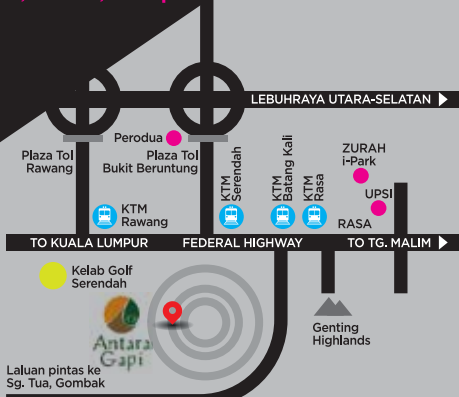 LEBUHRAYA UTARA-SELATAN
Perodua
Plaza Tol
Rawang
Plaza Tol
Bukit Beruntung
KTM
Serendah
KTM
Batang Kali
KTM
Rasa
ZURAH
i-Park
UPSI
RASA
KTM
Rawang
TO KUALA LUMPUR
FEDERAL HIGHWAY
TO TG. MALIM
Kelab Golf
Serendah
Antara
Gapi
Genting
Highlands
Laluan pintas ke
Sg. Tua, Gombak